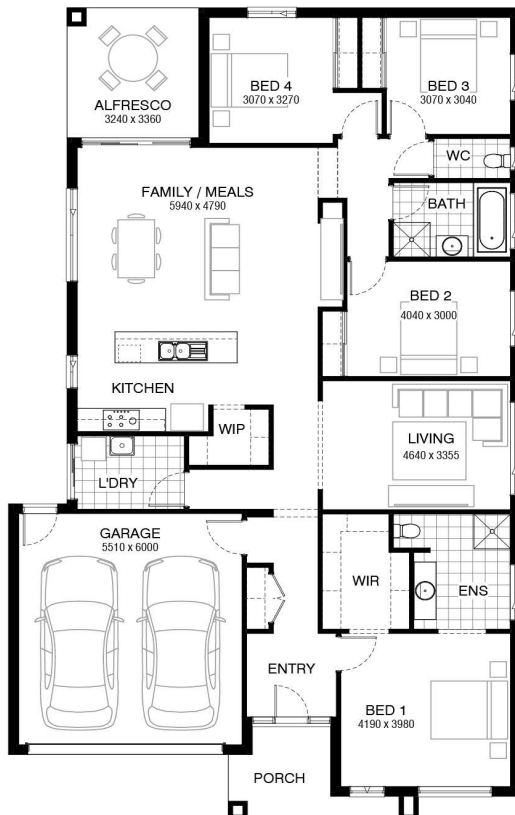 BED 4
3070 x 3270
BED 3
3070 x 3040
ALFRESCO
3240 x 3360
WC
FAMILY / MEALS
5940 x 4790
BATH
BED 2
4040 x 3000
KITCHEN
WIP
LIVING
4640 x 3355
L'DRY
GARAGE
5510 x 6000
WIR
ENS
ENTRY
BED 1
4190 x 3980
PORCH